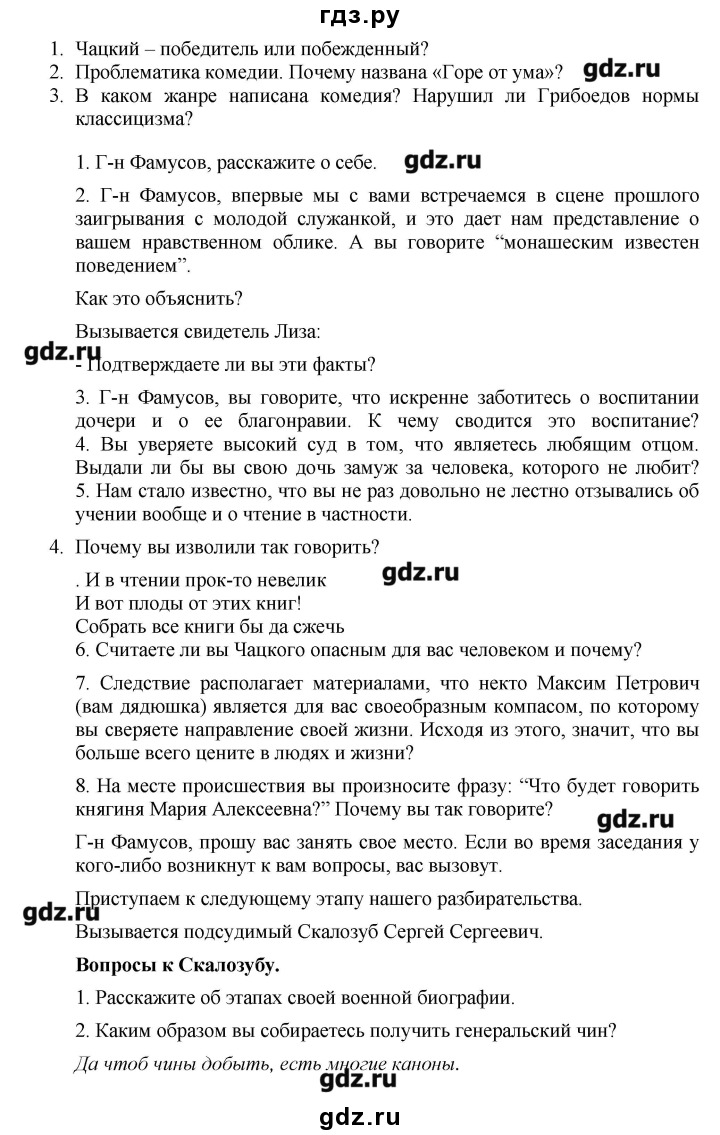 гдз.ру
1. Чацкий – победитель или побежденный?
2. Проблематика комедии. Почему названа «Горе от ума»? gdz.ru
3. В каком жанре написана комедия? Нарушил ли Грибоедов нормы
классицизма?
1. Г-н Фамусов, расскажите о себе. gdz.ru
2. Г-н Фамусов, впервые мы с вами встречаемся в сцене прошлого
заигрывания с молодой служанкой, и это дает нам представление о
вашем нравственном облике. А вы говорите “монашеским известен
поведением”.
Как это объяснить?
Вызывается свидетель Лиза:
gdz.ru
- Подтверждаете ли вы эти факты?
3. Г-н Фамусов, вы говорите, что искренне заботитесь о воспитании
дочери и о ее благонравии. К чему сводится это воспитание?
4. Вы уверяете высокий суд в том, что являетесь любящим отцом.
Выдали ли бы вы свою дочь замуж за человека, которого не любит?
5. Нам стало известно, что вы не раз довольно не лестно отзывались об
учении вообще и о чтение в частности.
4. Почему вы изволили так говорить?
. И в чтении прок-то невелик gdz.ru
И вот плоды от этих книг!
Собрать все книги бы да сжечь
6. Считаете ли вы Чацкого опасным для вас человеком и почему?
7. Следствие располагает материалами, что некто Максим Петрович
(вам дядюшка) является для вас своеобразным компасом, по которому
вы сверяете направление своей жизни. Исходя из этого, значит, что вы
больше всего цените в людях и жизни?
8. На месте происшествия вы произносите фразу: “Что будет говорить
княгиня Мария Алексеевна?” Почему вы так говорите?
gdz.ru
Г-н Фамусов, прошу вас занять свое место. Если во время заседания у
кого-либо возникнут к вам вопросы, вас вызовут.
Приступаем к следующему этапу нашего разбирательства.
gdz.ru
Вызывается подсудимый Скалозуб Сергей Сергеевич.
Вопросы к Скалозубу.
1. Расскажите об этапах своей военной биографии.
2. Каким образом вы собираетесь получить генеральский чин?
Да чтоб чины добыть, есть многие каноны.
gdz.ru
gdz.ru